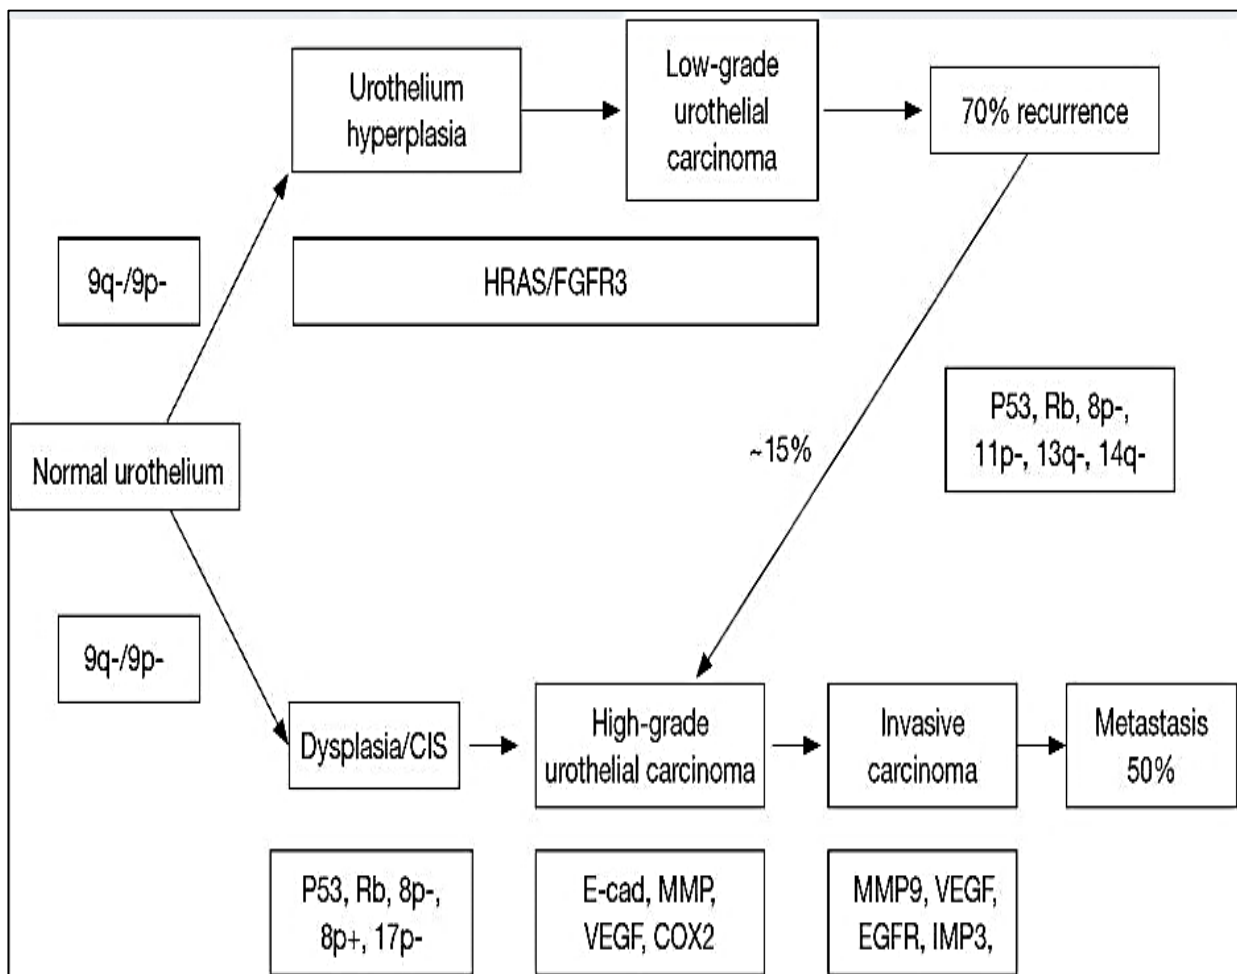 Urothelium
hyperplasia
Low-grade
urothelial
carcinoma
70% recurrence
9q-/9p-
HRAS/FGFR3
P53, Rb, 8p-,
11p-, 13q-, 14q-
~15%
Normal urothelium
9q-/9p-
Dysplasia/CIS
High-grade
urothelial carcinoma
Invasive
carcinoma
Metastasis
50%
P53, Rb, 8p-,
8p+, 17p-
E-cad, MMP,
VEGF, COX2
MMP9, VEGF,
EGFR, IMP3,